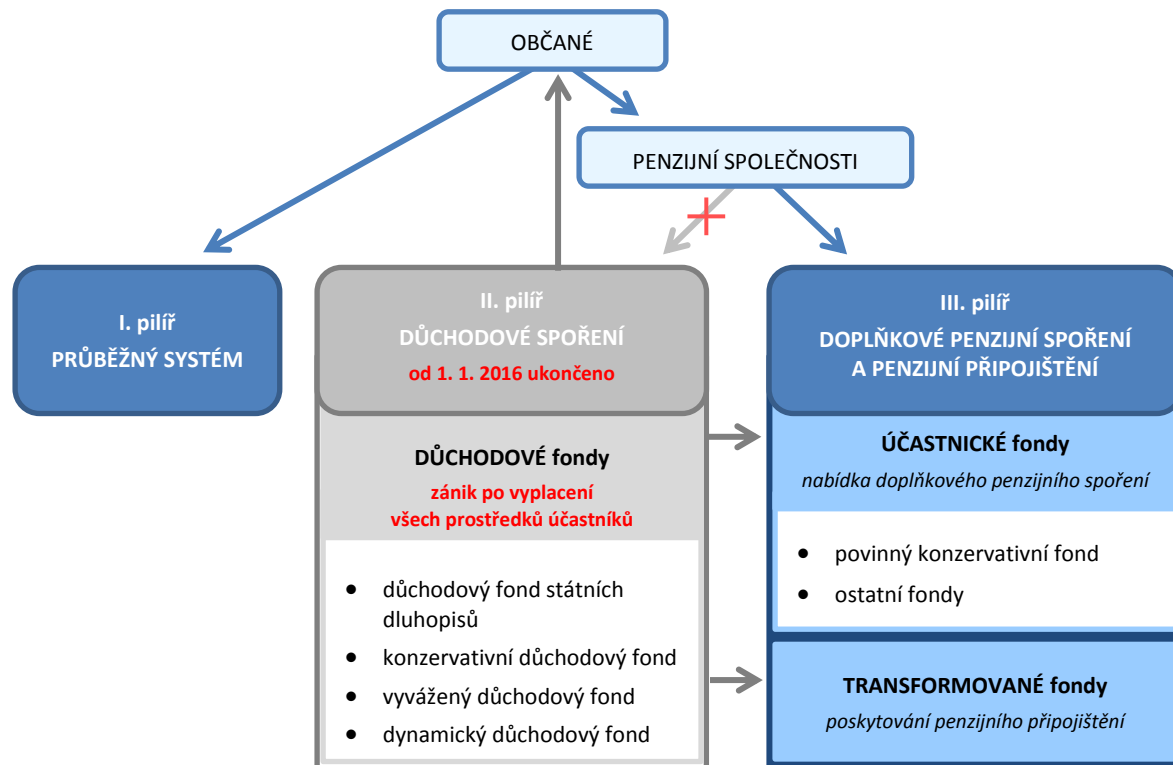 OBČANÉ
PENZIJNÍ SPOLEČNOSTI
I. pilíř
PRŮBĚŽNÝ SYSTÉM
II. pilíř
DŮCHODOVÉ SPOŘENÍ
od 1. 1. 2016 ukončeno
DŮCHODOVÉ fondy
zánik po vyplacení
všech prostředků účastníků
• důchodový fond státních
dluhopisů
• konzervativní důchodový fond
• vyvážený důchodový fond
• dynamický důchodový fond
III. pilíř
DOPLŇKOVÉ PENZIJNÍ SPOŘENÍ
A PENZIJNÍ PŘIPOJIŠTĚNÍ
ÚČASTNICKÉ fondy
nabídka doplňkového penzijního spoření
• povinný konzervativní fond
• ostatní fondy
TRANSFORMOVANÉ fondy
poskytování penzijního připojištění